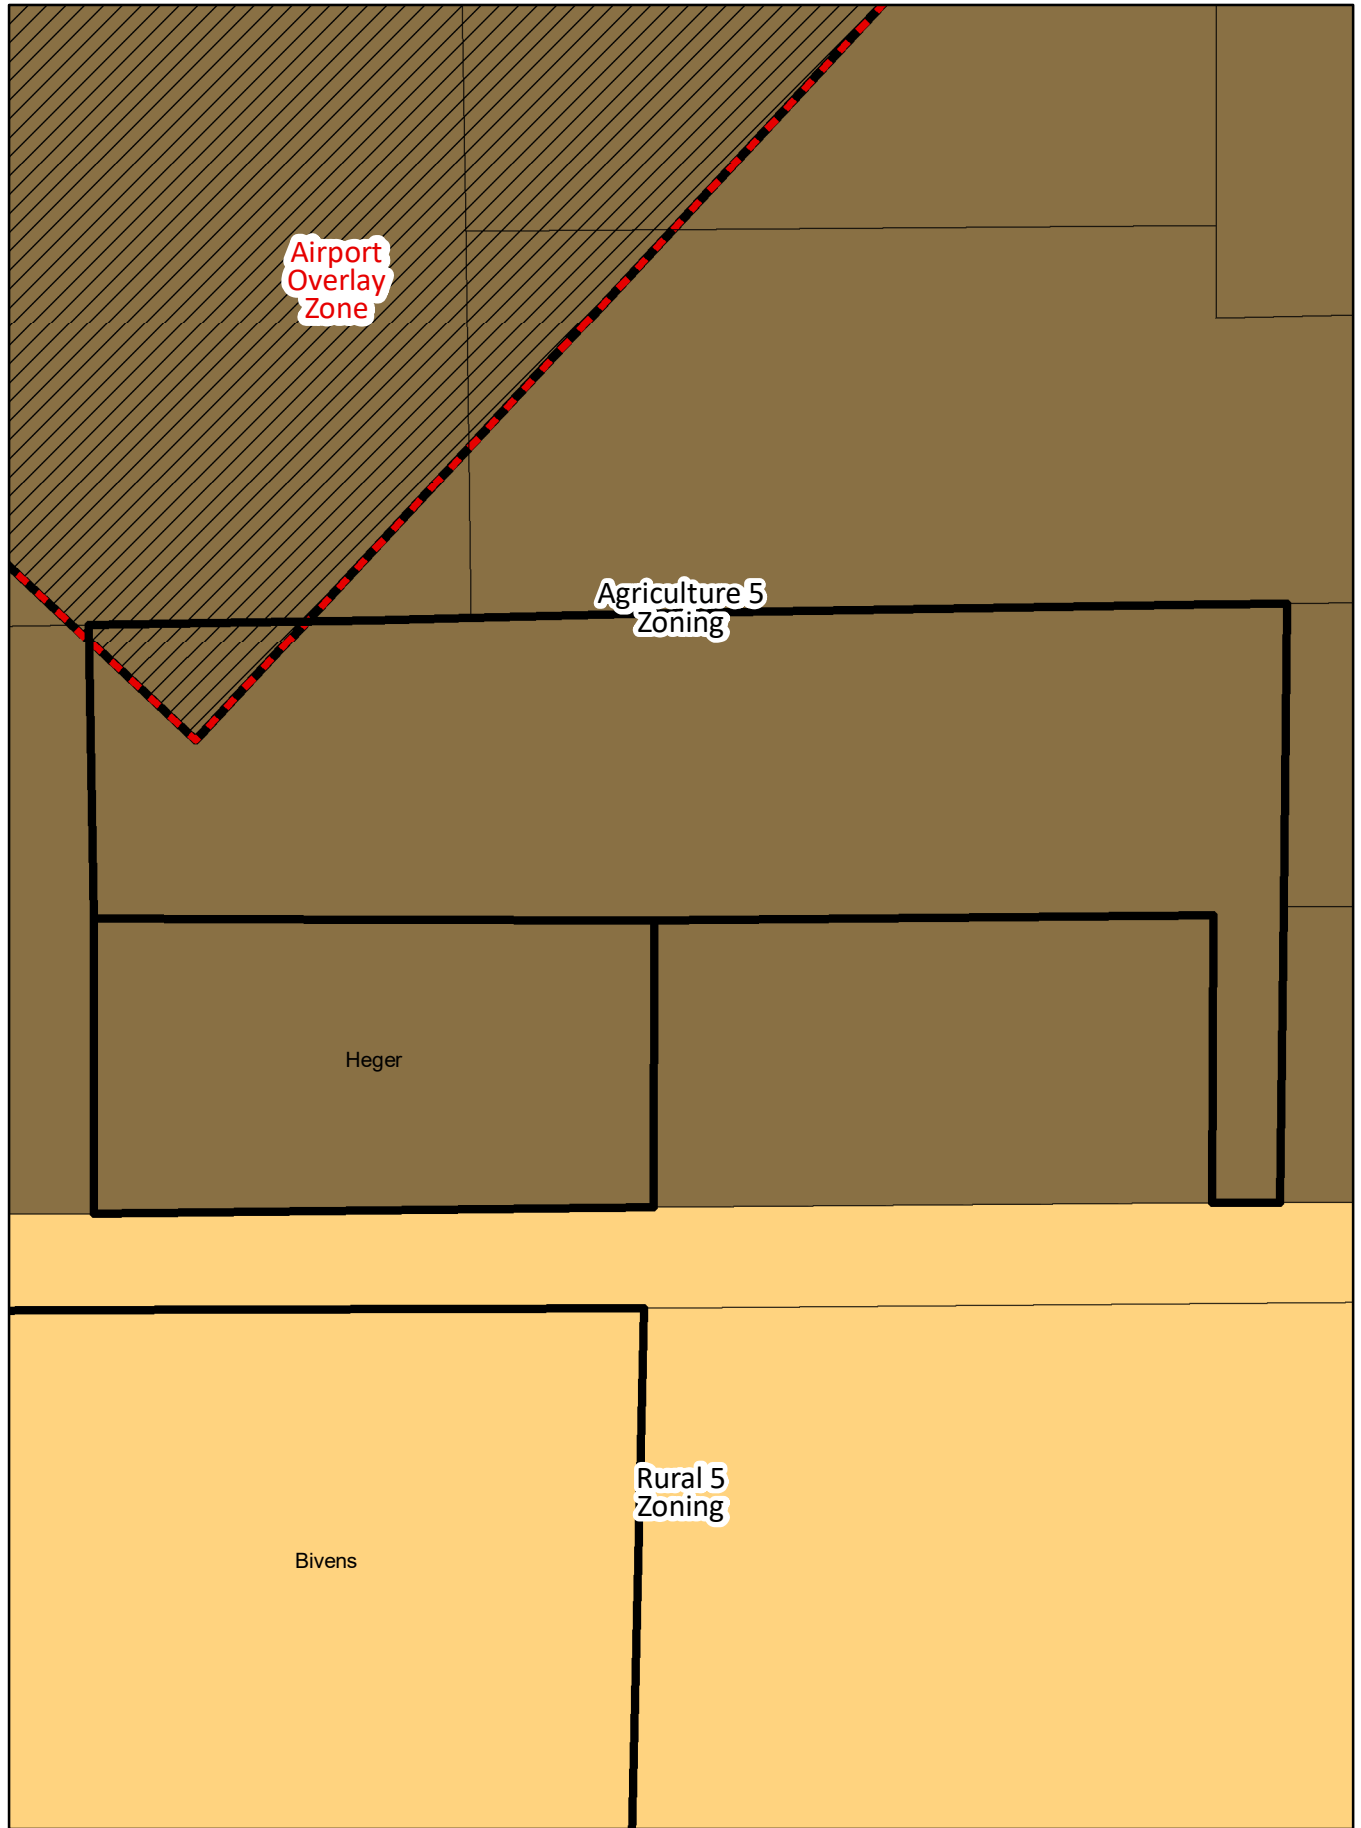 Airport
Overlay
Zone
Agriculture 5
Zoning
Heger
Rural 5
Zoning
Bivens